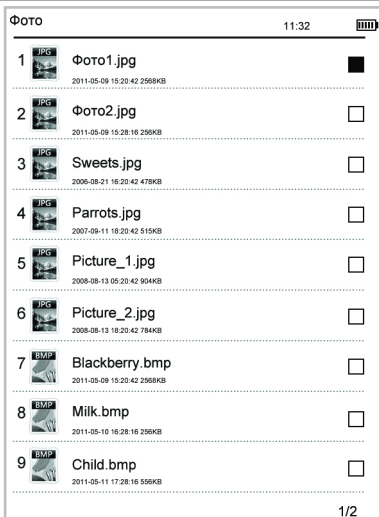 Фото 11:32
1 JPG Фото1.jpg
2011-05-09 15:20:42 2568KB
2 JPG Фото2.jpg
2011-05-09 15:28:16 256KB
3 JPG Sweets.jpg
2006-08-21 16:20:42 478KB
4 JPG Parrots.jpg
2007-09-11 18:20:42 515KB
5 JPG Picture_1.jpg
2008-08-13 05:20:42 904KB
6 JPG Picture_2.jpg
2008-08-13 18:20:42 784KB
7 BMP Blackberry.bmp
2011-05-09 15:20:42 2568KB
8 BMP Milk.bmp
2011-05-10 16:28:16 256KB
9 BMP Child.bmp
2011-05-11 17:28:16 556KB
1/2